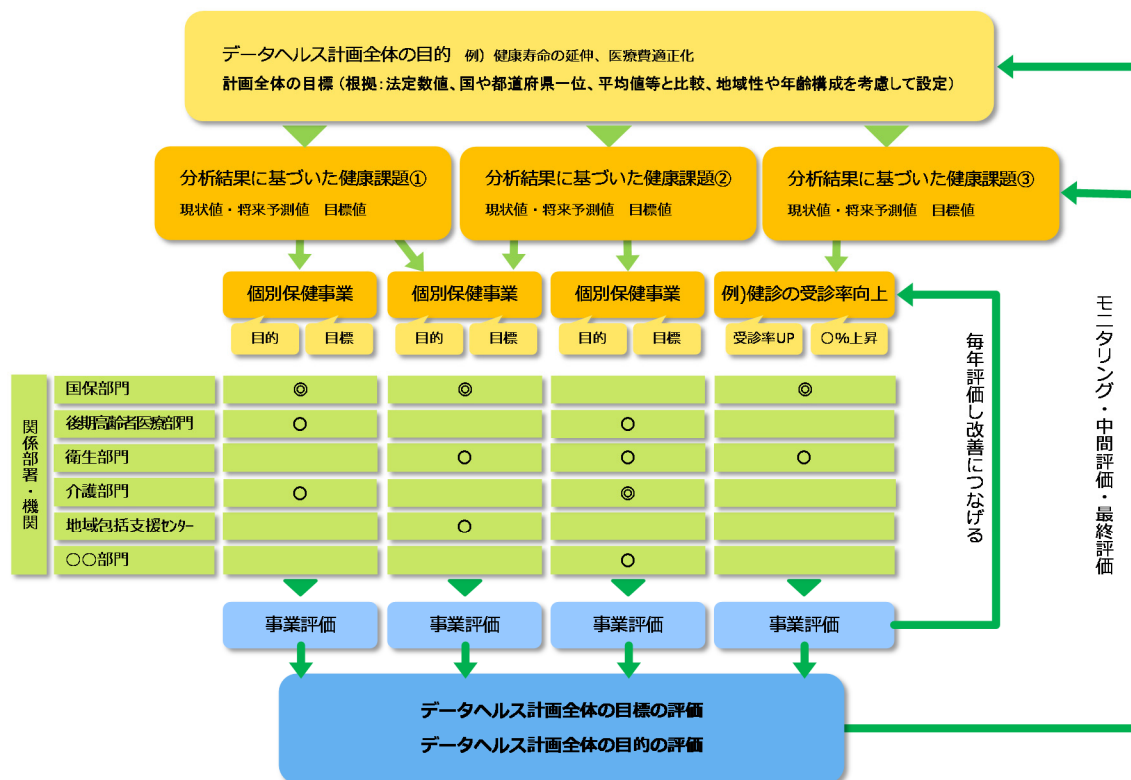 データヘルス計画全体の目的 例）健康寿命の延伸、医療費適正化
計画全体の目標（根拠：法定数値、国や都道府県一位、平均値等と比較、地域性や年齢構成を考慮して設定）
分析結果に基づいた健康課題①
現状値・将来予測値　目標値
分析結果に基づいた健康課題②
現状値・将来予測値　目標値
分析結果に基づいた健康課題③
現状値・将来予測値　目標値
個別保健事業
目的
目標
個別保健事業
目的
目標
個別保健事業
目的
目標
例)健診の受診率向上
受診率UP
〇％上昇
関係部署・機関
国保部門 ◎ ◎ ◎
後期高齢者医療部門 〇 〇
衛生部門 〇 〇 〇
介護部門 〇 ◎
地域包括支援センター 〇
〇〇部門 〇
事業評価
事業評価
事業評価
事業評価
毎年評価し改善につなげる
モニタリング・中間評価・最終評価
データヘルス計画全体の目標の評価
データヘルス計画全体の目的の評価